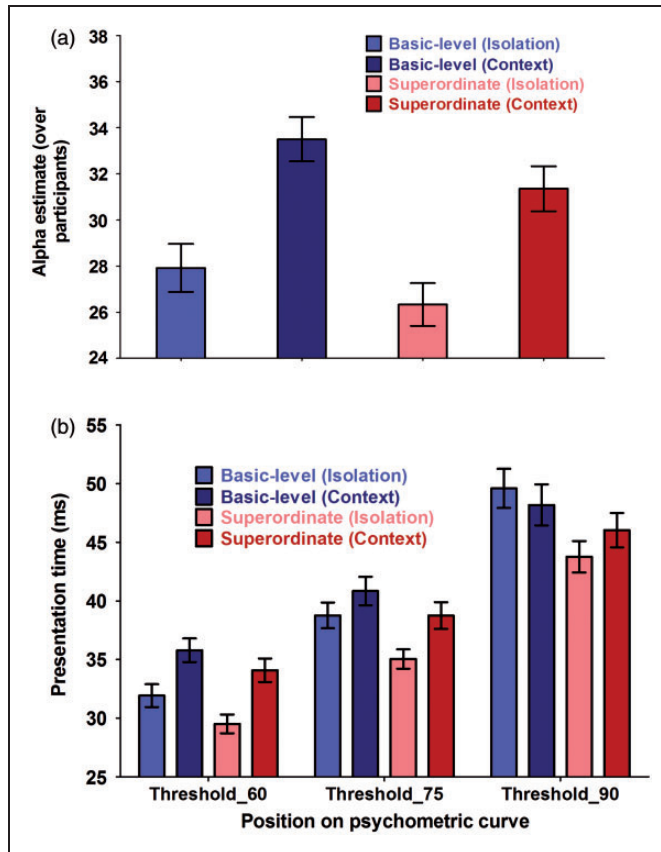 (a)
38
36
34
32
30
28
26
24
Alpha estimate (over
participants)
Basic-level (Isolation)
Basic-level (Context)
Superordinate (Isolation)
Superordinate (Context)
(b)
55
50
45
40
35
30
25
Presentation time (ms)
Basic-level (Isolation)
Basic-level (Context)
Superordinate (Isolation)
Superordinate (Context)
Threshold_60 Threshold_75 Threshold_90
Position on psychometric curve